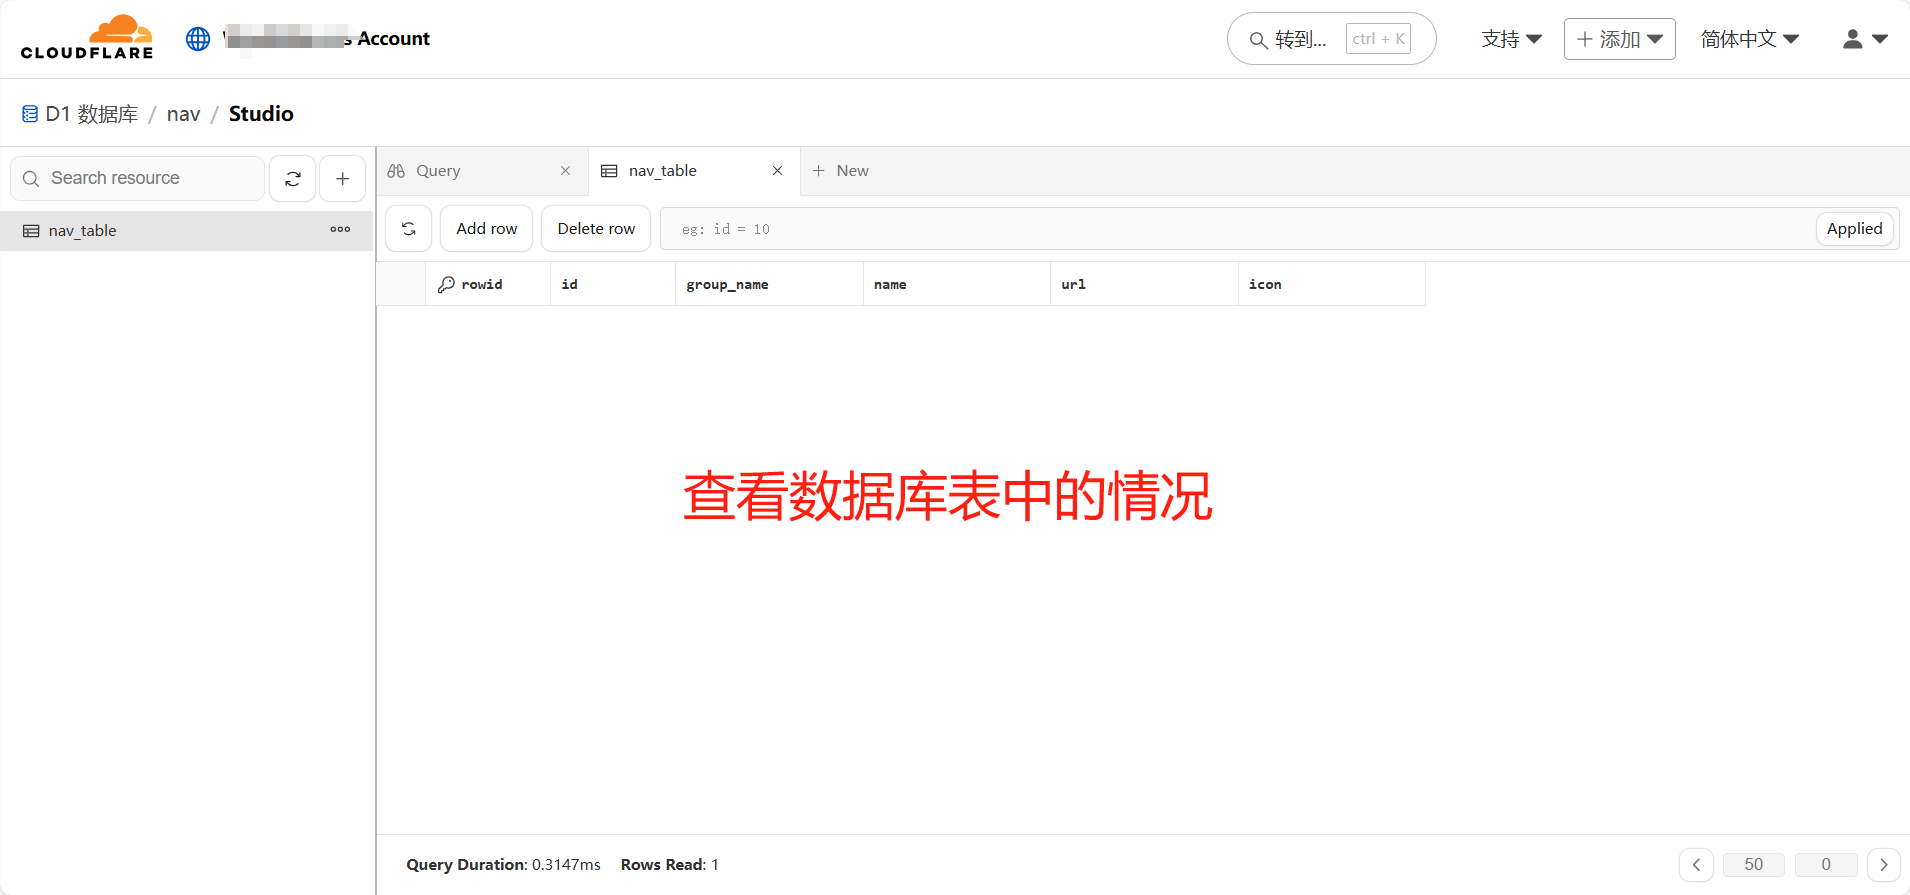 CLOUDFLARE
s Account
转到...
ctrl + K
支持
添加
简体中文
D1 数据库 / nav / Studio
Search resource
nav_table
Query
nav_table
New
Add row
Delete row
eg: id = 10
Applied
rowid
id
group_name
name
url
icon
查看数据库表中的情况
Query Duration: 0.3147ms
Rows Read: 1
50
0